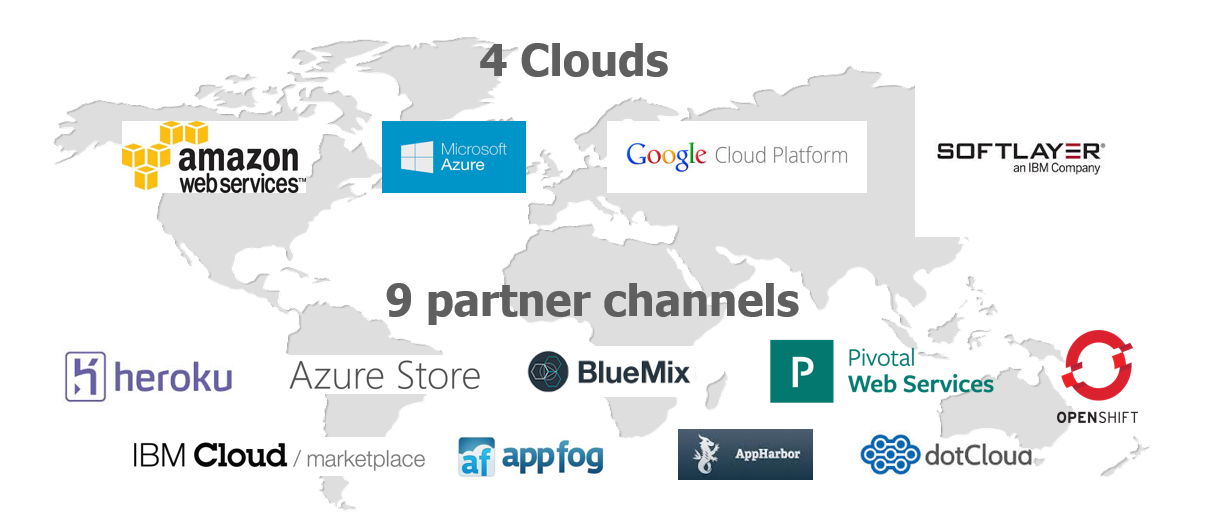 4 Clouds
amazon
web services™
Microsoft
Azure
Google Cloud Platform
SOFTLAYER®
an IBM Company
9 partner channels
heroku
Azure Store
BlueMix
P
Pivotal
Web Services
OPENSHIFT
IBM Cloud / marketplace
af appfog
AppHarbor
dotCloud